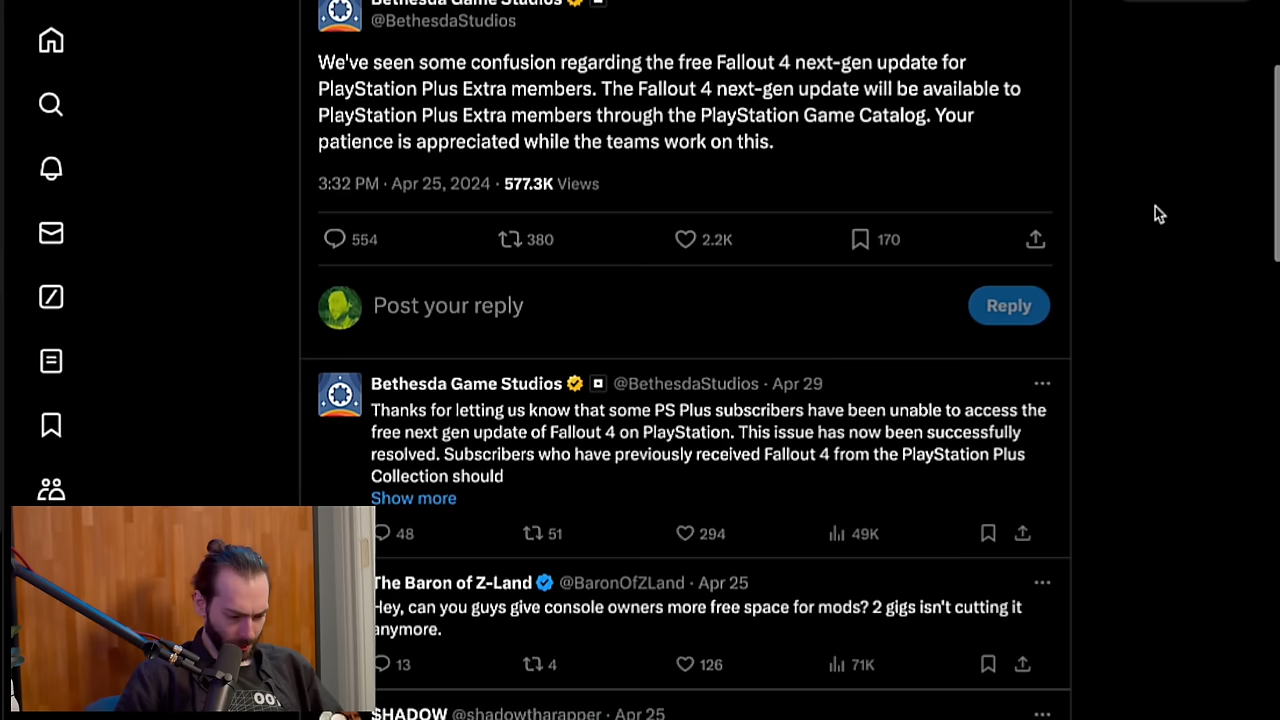 Bethesda Game Studios
@BethesdaStudios
We've seen some confusion regarding the free Fallout 4 next-gen update for
PlayStation Plus Extra members. The Fallout 4 next-gen update will be available to
PlayStation Plus Extra members through the PlayStation Game Catalog. Your
patience is appreciated while the teams work on this.
3:32 PM · Apr 25, 2024 · 577.3K Views
554 380 2.2K 170
Post your reply Reply
Bethesda Game Studios @BethesdaStudios · Apr 29
Thanks for letting us know that some PS Plus subscribers have been unable to access the
free next gen update of Fallout 4 on PlayStation. This issue has now been successfully
resolved. Subscribers who have previously received Fallout 4 from the PlayStation Plus
Collection should
Show more
48 51 294 49K
The Baron of Z-Land @BaronOfZLand · Apr 25
Hey, can you guys give console owners more free space for mods? 2 gigs isn't cutting it
anymore.
13 4 126 71K
$HADOW @shadowtharapper · Apr 25